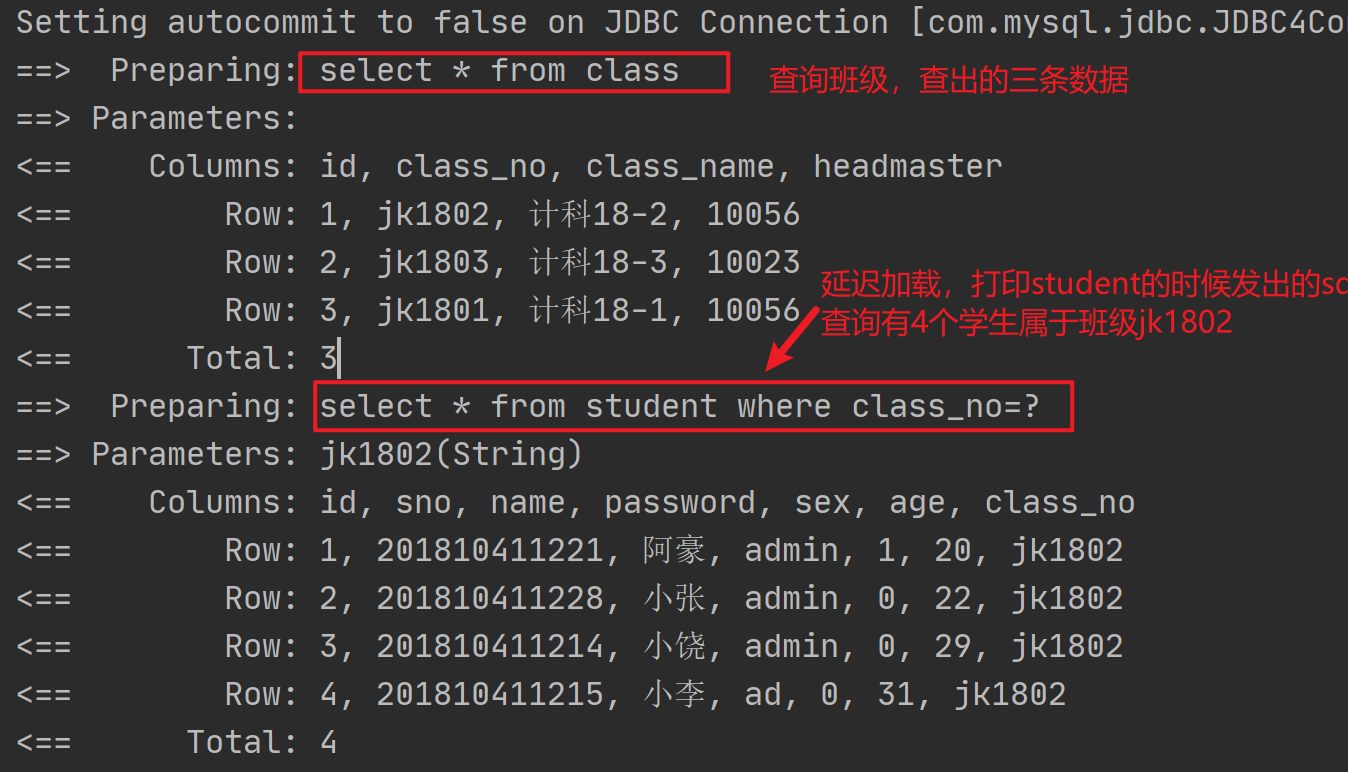 Setting autocommit to false on JDBC Connection [com.mysql.jdbc.JDBC4Co
==> Preparing: select * from class
查询班级，查出的三条数据
==> Parameters:
<== Columns: id, class_no, class_name, headmaster
<== Row: 1, jk1802, 计科18-2, 10056
<== Row: 2, jk1803, 计科18-3, 10023
延迟加载，打印student的时候发出的
<== Row: 3, jk1801, 计科18-1, 10056
查询有4个学生属于班级jk1802
<== Total: 3
==> Preparing: select * from student where class_no=?
==> Parameters: jk1802(String)
<== Columns: id, sno, name, password, sex, age, class_no
<== Row: 1, 201810411221, 阿豪, admin, 1, 20, jk1802
<== Row: 2, 201810411228, 小张, admin, 0, 22, jk1802
<== Row: 3, 201810411214, 小饶, admin, 0, 29, jk1802
<== Row: 4, 201810411215, 小李, ad, 0, 31, jk1802
<== Total: 4